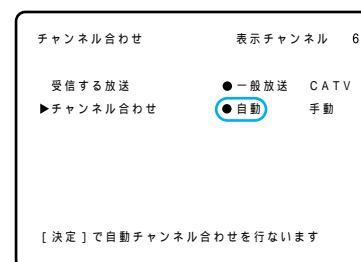 チャンネル合わせ 表示チャンネル 6
受信する放送 ●一般放送 CATV
▶チャンネル合わせ ●自動 手動
[決定]で自動チャンネル合わせを行ないます